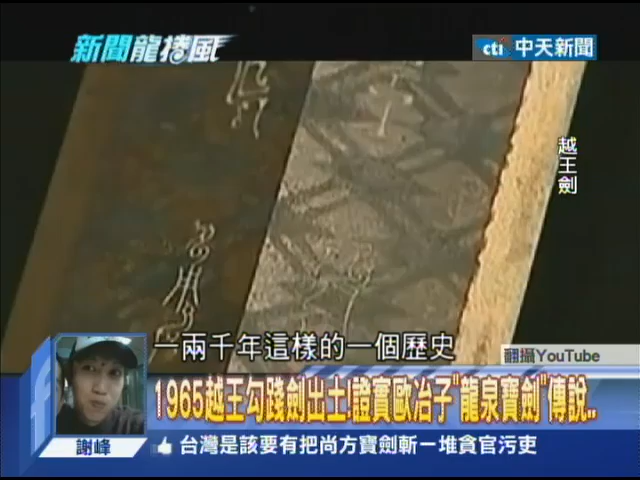 新聞龍捲風
cti 中天新聞
越王劍
一兩千年這樣的一個歷史
翻攝YouTube
1965越王勾踐劍出土!證實歐冶子"龍泉寶劍"傳說..
謝峰
台灣是該要有把尚方寶劍斬一堆貪官污吏